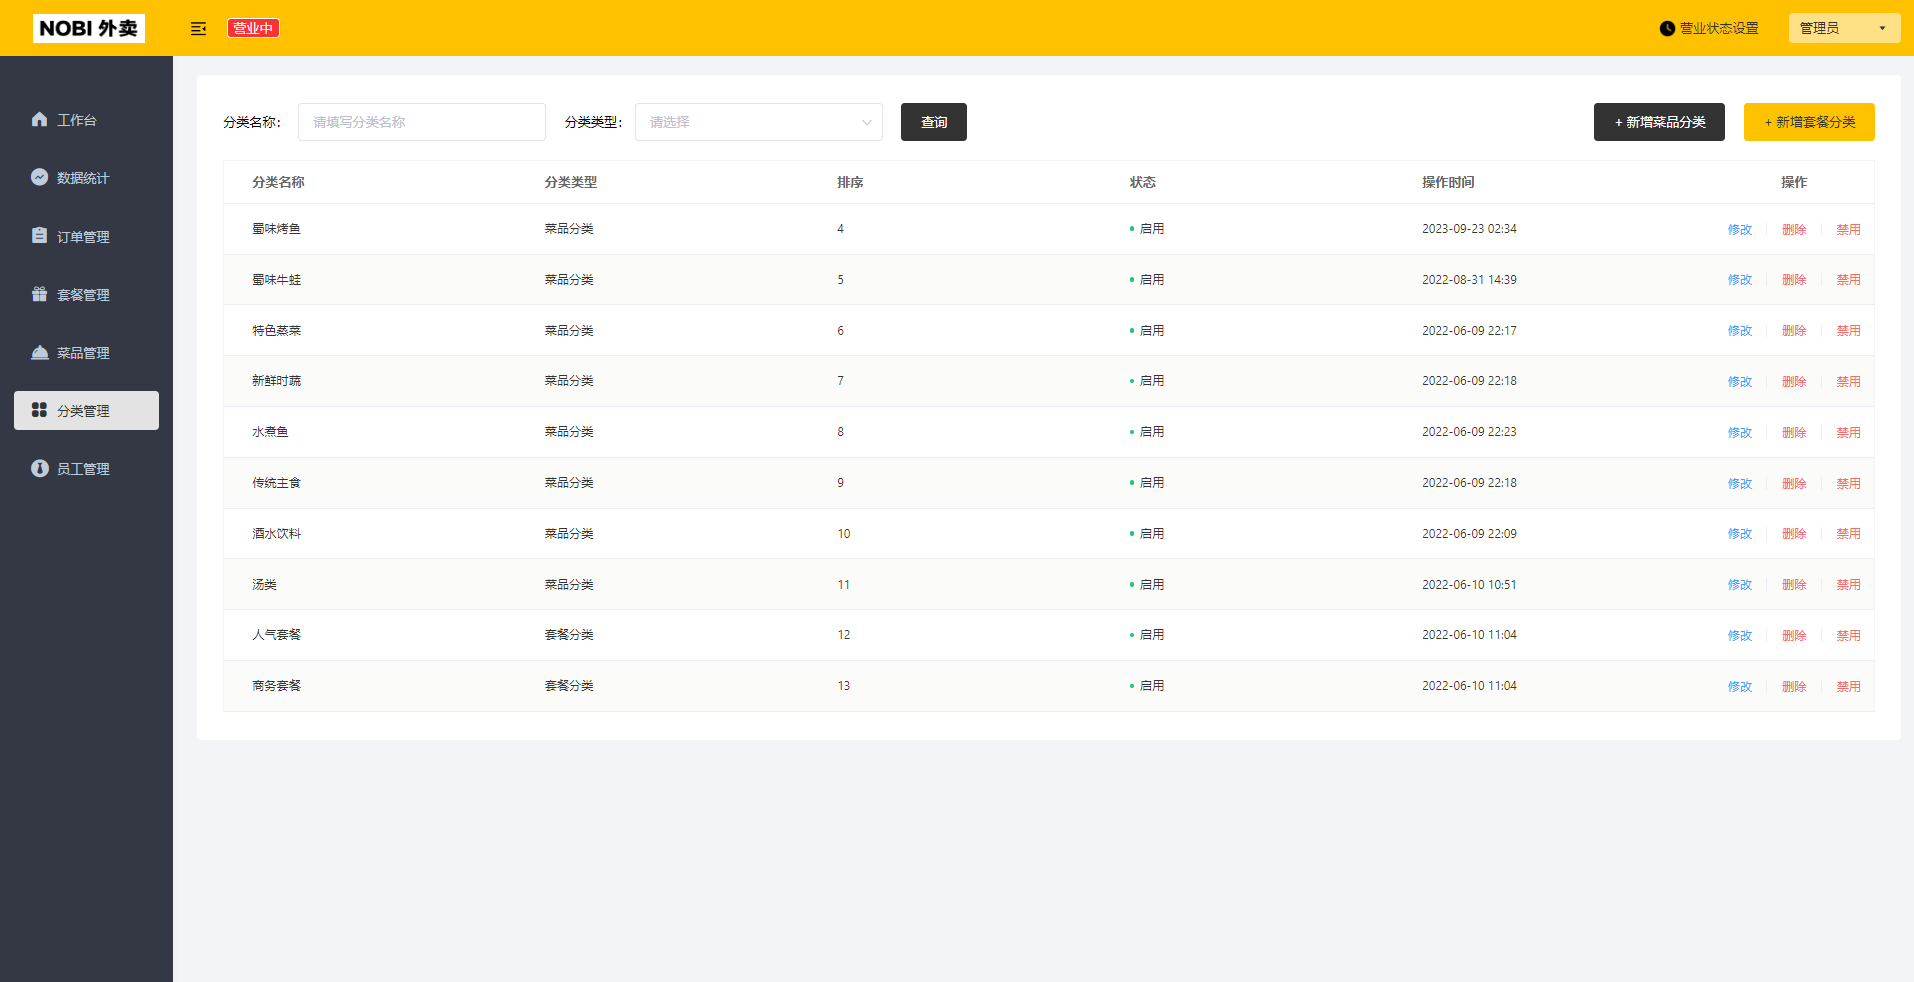 NOBI 外卖
营业中
营业状态设置
管理员
工作台
数据统计
订单管理
套餐管理
菜品管理
分类管理
员工管理
分类名称： 请填写分类名称 分类类型： 请选择 查询 + 新增菜品分类 + 新增套餐分类
分类名称 分类类型 排序 状态 操作时间 操作
蜀味烤鱼 菜品分类 4 启用 2023-09-23 02:34 修改 删除 禁用
蜀味牛蛙 菜品分类 5 启用 2022-08-31 14:39 修改 删除 禁用
特色蒸菜 菜品分类 6 启用 2022-06-09 22:17 修改 删除 禁用
新鲜时蔬 菜品分类 7 启用 2022-06-09 22:18 修改 删除 禁用
水煮鱼 菜品分类 8 启用 2022-06-09 22:23 修改 删除 禁用
传统主食 菜品分类 9 启用 2022-06-09 22:18 修改 删除 禁用
酒水饮料 菜品分类 10 启用 2022-06-09 22:09 修改 删除 禁用
汤类 菜品分类 11 启用 2022-06-10 10:51 修改 删除 禁用
人气套餐 套餐分类 12 启用 2022-06-10 11:04 修改 删除 禁用
商务套餐 套餐分类 13 启用 2022-06-10 11:04 修改 删除 禁用